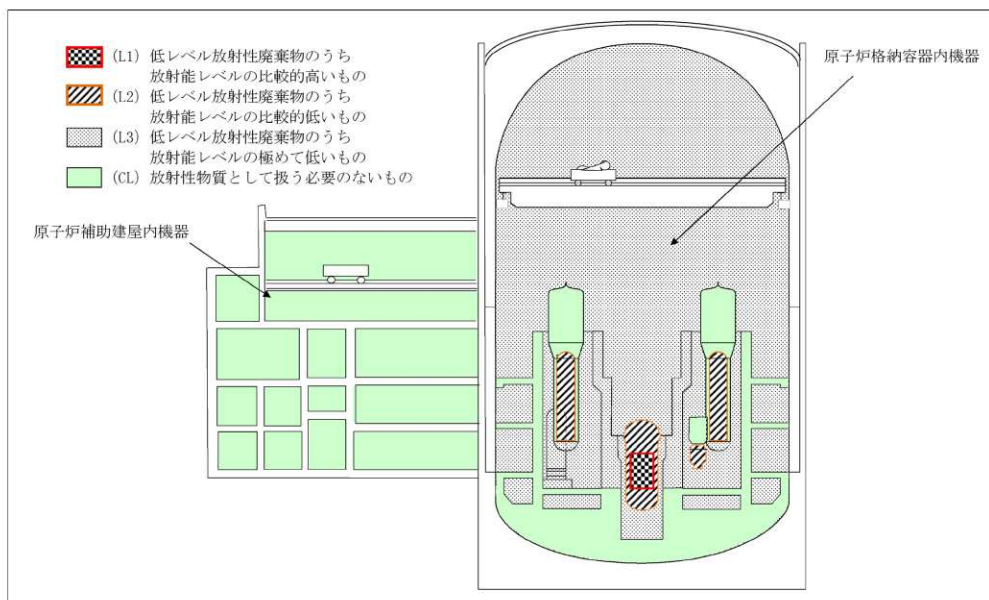 (L1) 低レベル放射性廃棄物のうち
放射能レベルの比較的高いもの
(L2) 低レベル放射性廃棄物のうち
放射能レベルの比較的低いもの
(L3) 低レベル放射性廃棄物のうち
放射能レベルの極めて低いもの
(CL) 放射性物質として扱う必要のないもの
原子炉格納容器内機器
原子炉補助建屋内機器